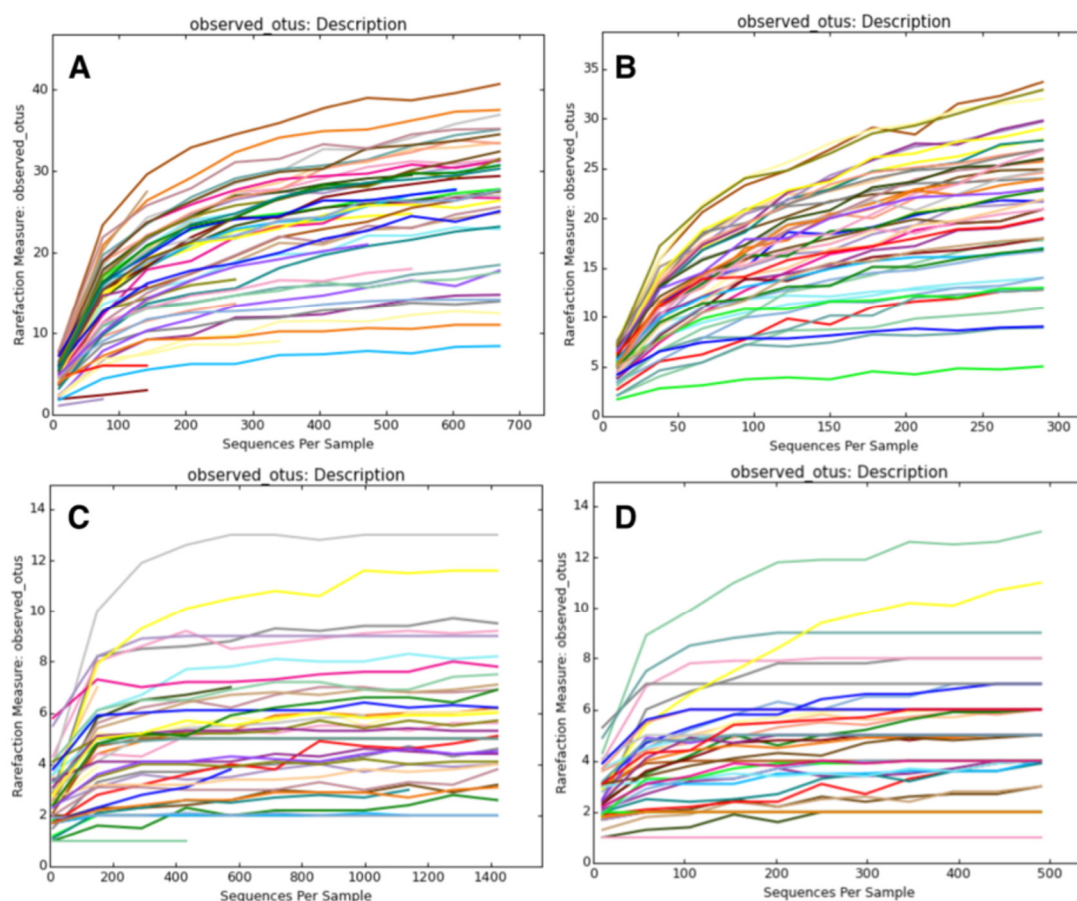 observed_otus: Description
A
Rarefaction Measure: observed_otus
40
30
20
10
0
0 100 200 300 400 500 600 700
Sequences Per Sample
observed_otus: Description
B
Rarefaction Measure: observed_otus
35
30
25
20
15
10
5
0
0 50 100 150 200 250 300
Sequences Per Sample
observed_otus: Description
C
Rarefaction Measure: observed_otus
14
12
10
8
6
4
2
0
0 200 400 600 800 1000 1200 1400
Sequences Per Sample
observed_otus: Description
D
Rarefaction Measure: observed_otus
14
12
10
8
6
4
2
0
0 100 200 300 400 500
Sequences Per Sample